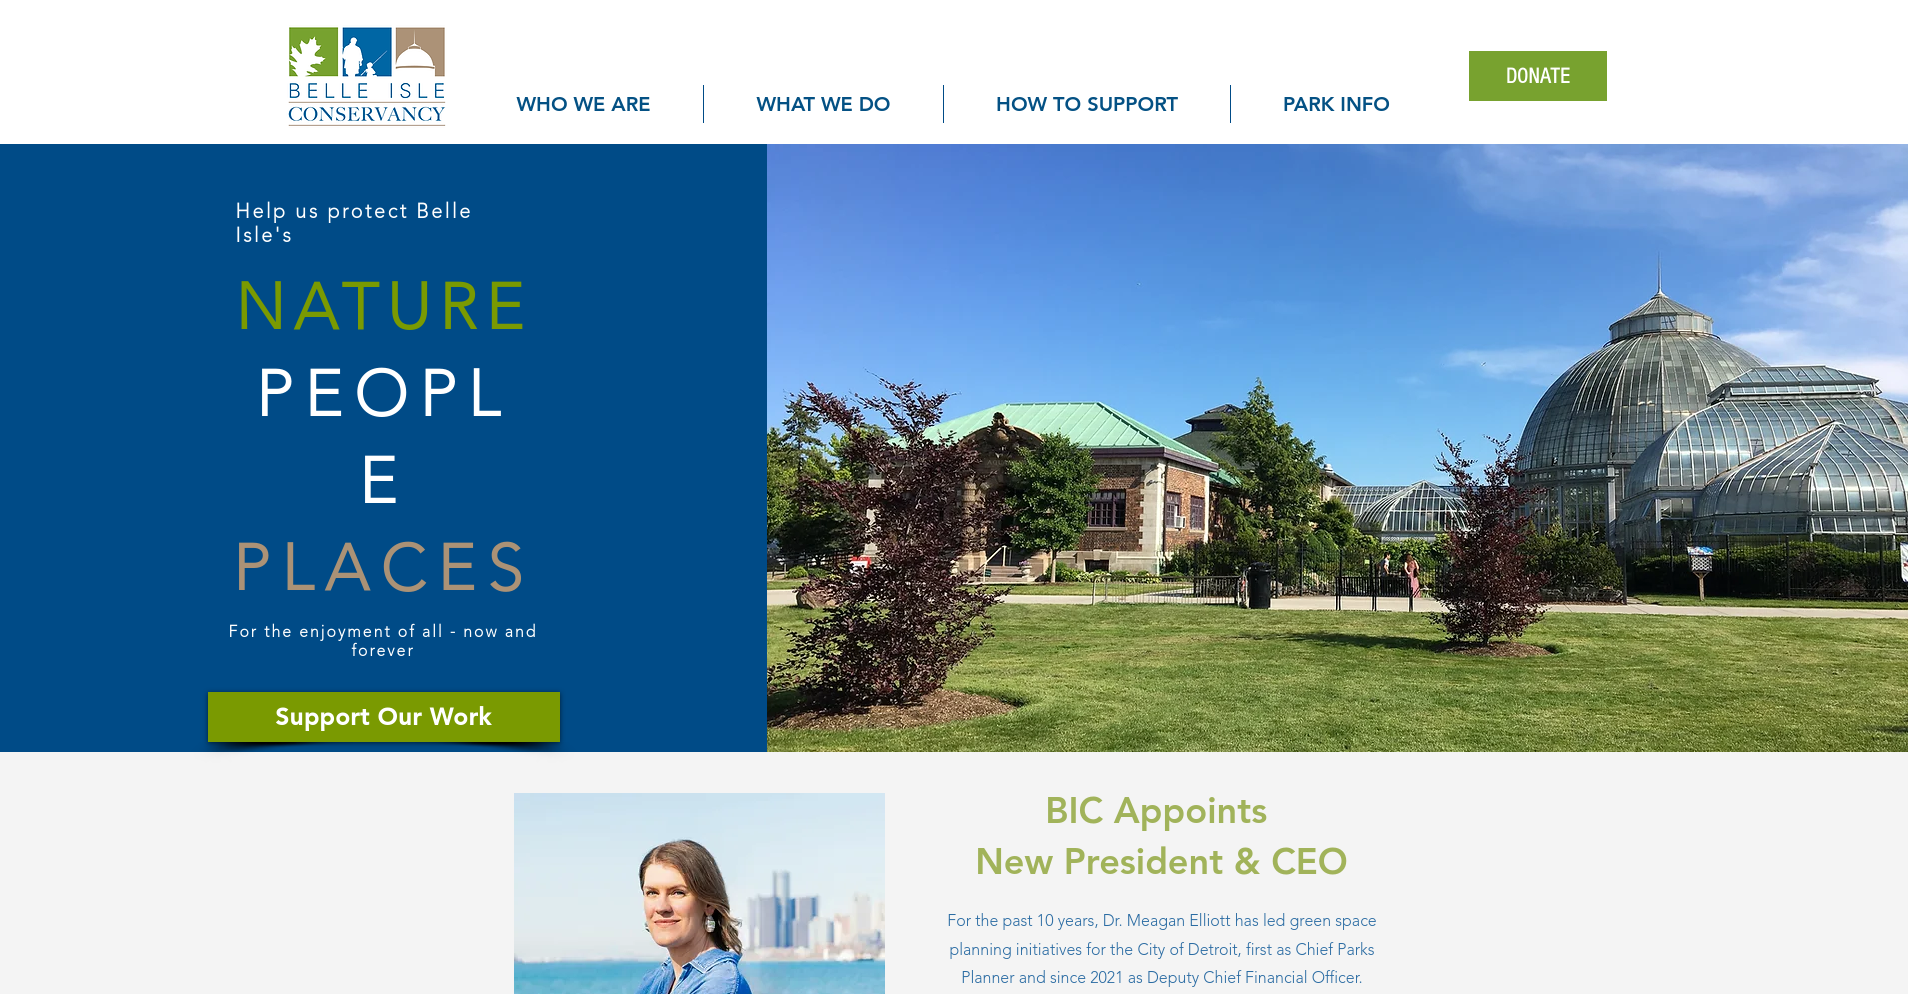 BELLE ISLE
CONSERVANCY
WHO WE ARE
WHAT WE DO
HOW TO SUPPORT
PARK INFO
DONATE
Help us protect Belle
Isle's
NATURE
PEOPL
E
PLACES
For the enjoyment of all - now and
forever
Support Our Work
BIC Appoints
New President & CEO
For the past 10 years, Dr. Meagan Elliott has led green space
planning initiatives for the City of Detroit, first as Chief Parks
Planner and since 2021 as Deputy Chief Financial Officer.